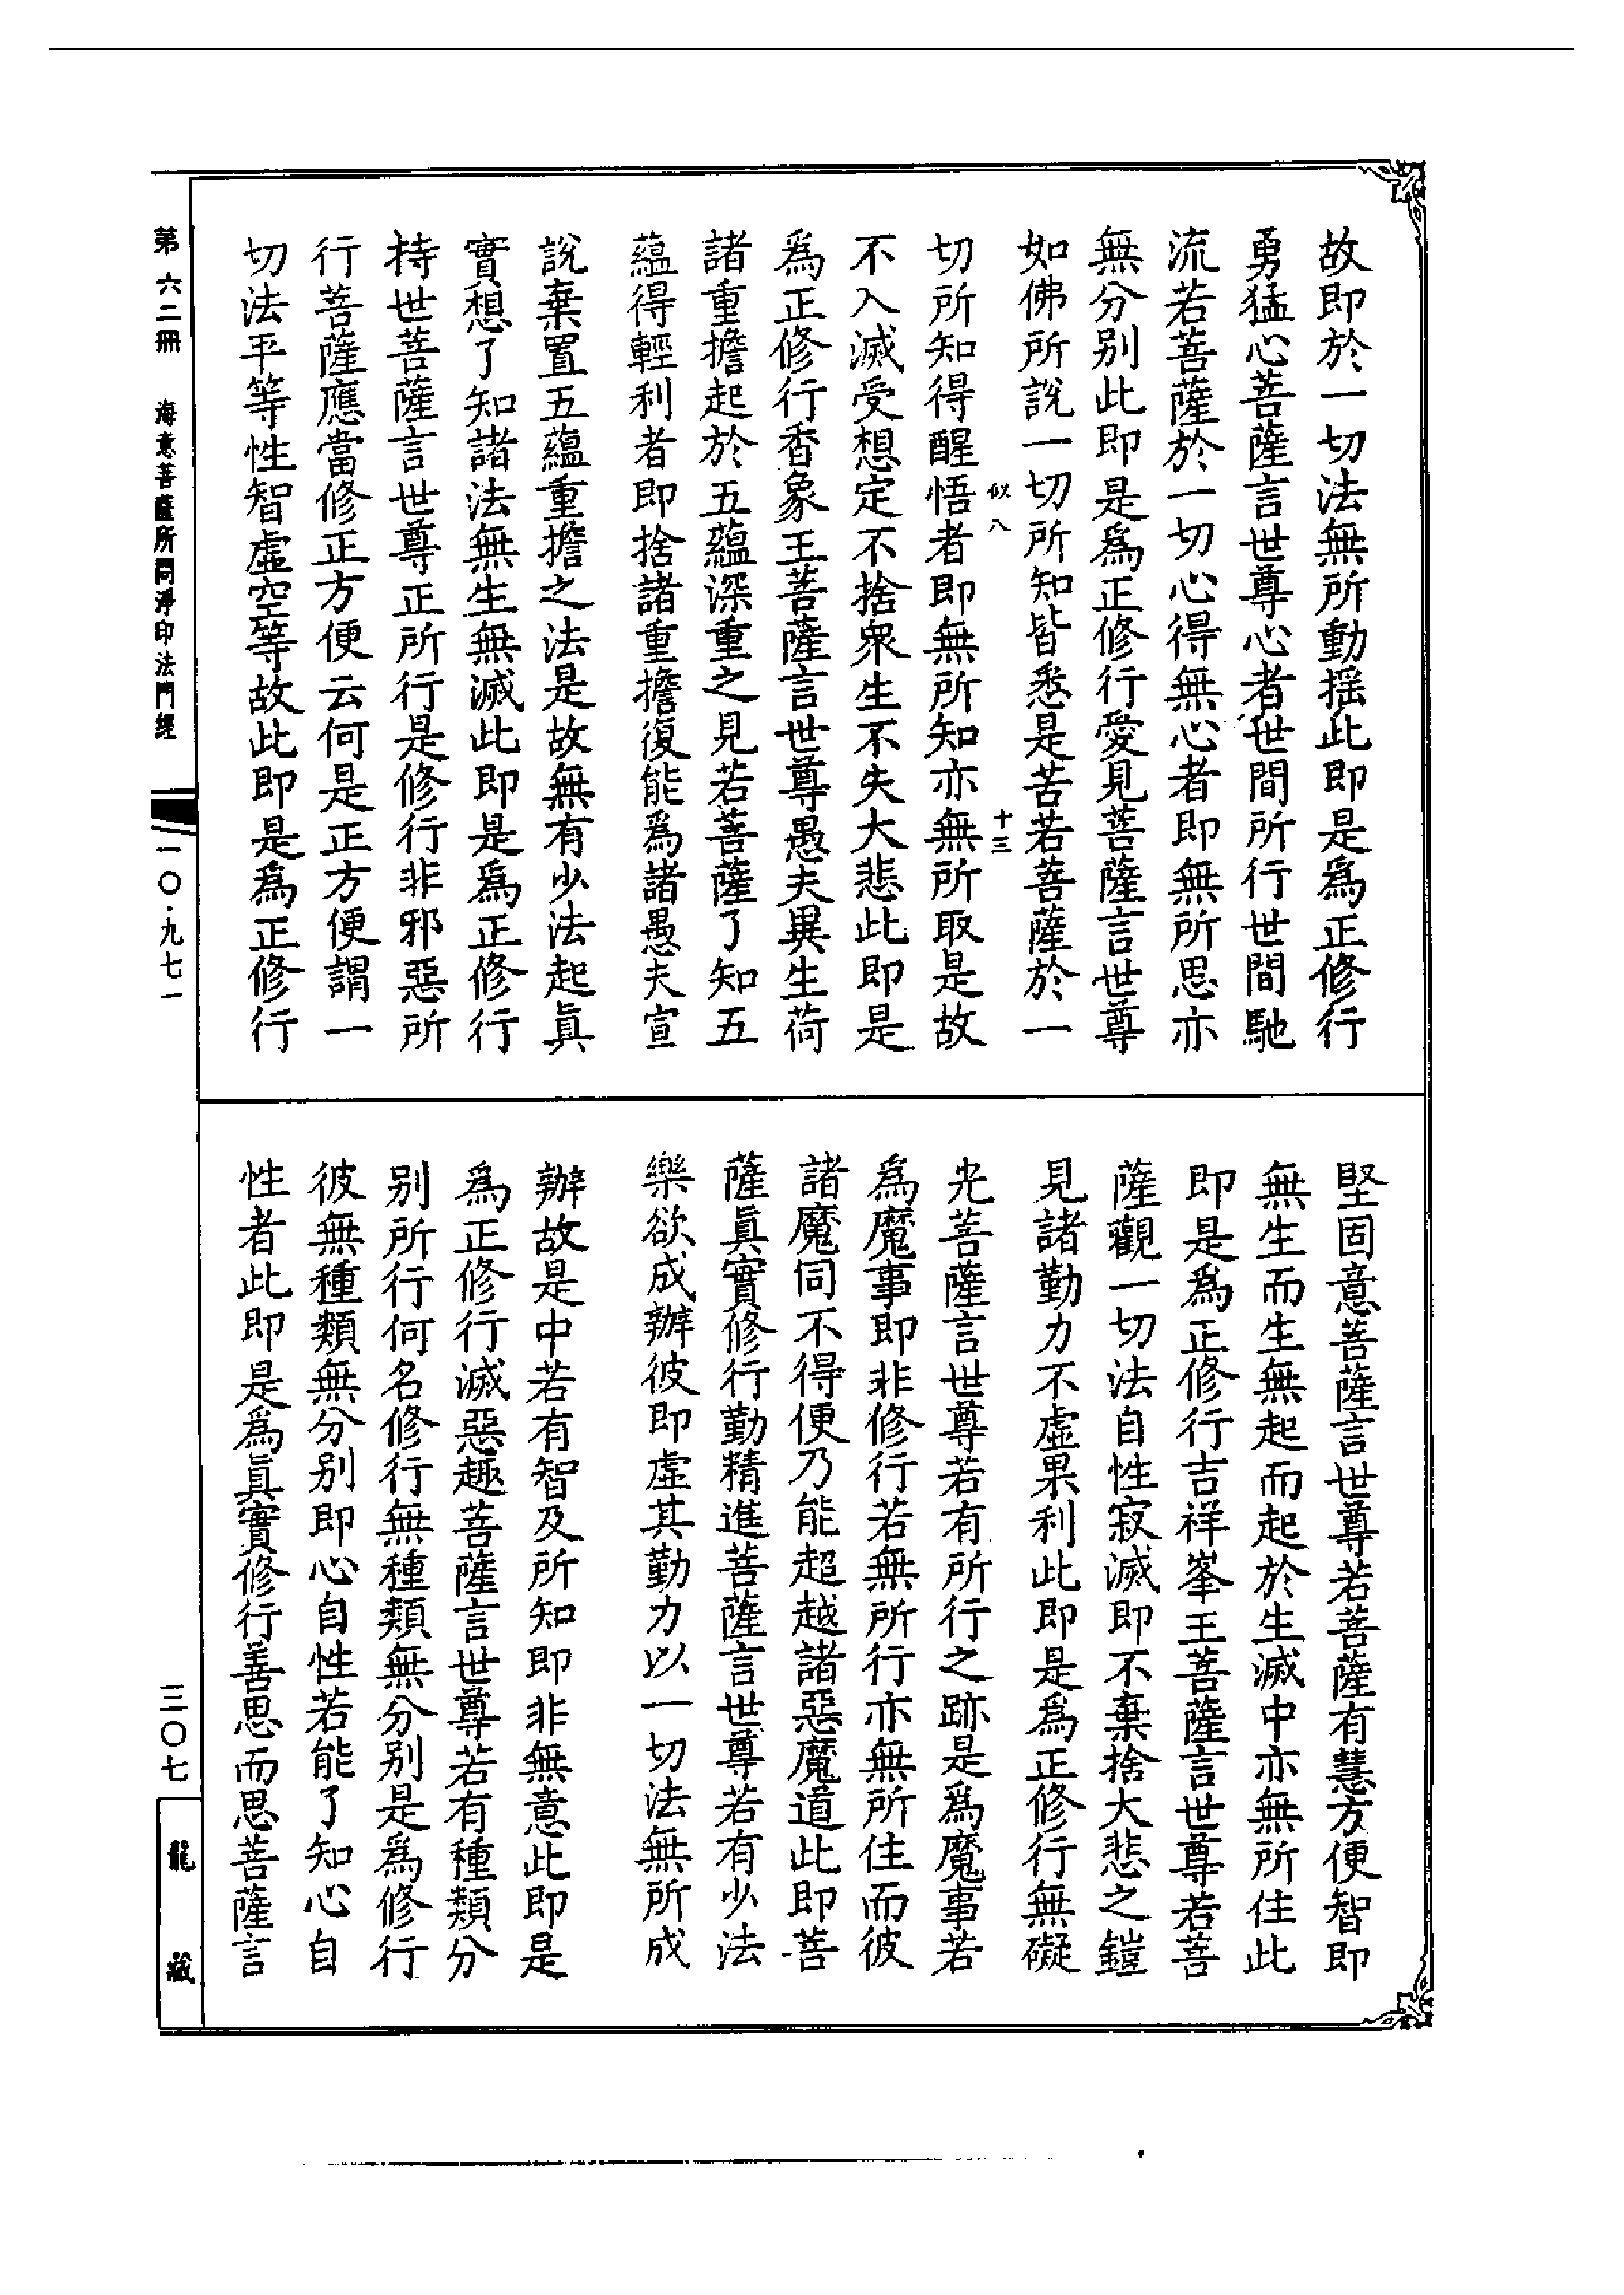 故即於一切法無所動搖此即是爲正修行
勇猛心菩薩言世尊心者世間所行世間馳
流若菩薩於一切心得無心者即無所思亦
無分别此即是爲正修行愛見菩薩言世尊
如佛所說一切所知皆悉是苦若菩薩於一
似八
十三
切所知得醒悟者即無所知亦無所取是故
不入滅受想定不捨衆生不失大悲此即是
爲正修行香象王菩薩言世尊愚夫異生荷
諸重擔起於五蘊深重之見若菩薩了知五
蘊得輕利者即捨諸重擔復能爲諸愚夫宣
說棄置五蘊重擔之法是故無有少法起眞
實想了知諸法無生無滅此即是爲正修行
持世菩薩言世尊正所行是修行非邪惡所
行菩薩應當修正方便云何是正方便謂一
切法平等性智虛空等故此即是爲正修行
堅固意菩薩言世尊若菩薩有慧方便智即
無生而生無起而起於生滅中亦無所住此
即是爲正修行吉祥峯王菩薩言世尊若菩
薩觀一切法自性寂滅即不棄捨大悲之鎧
見諸勤力不虛果利此即是爲正修行無礙
光菩薩言世尊若有所行之跡是爲魔事若
爲魔事即非修行若無所行亦無所住而彼
諸魔伺不得便乃能超越諸惡魔道此即菩
薩眞實修行勤精進菩薩言世尊若有少法
樂欲成辦彼即虛其勤力以一切法無所成
辦故是中若有智及所知即非無意此即是
爲正修行滅惡趣菩薩言世尊若有種類分
别所行何名修行無種類無分别是爲修行
彼無種類無分别即心自性若能了知心自
性者此即是爲眞實修行善思而思菩薩言
第六二冊 海意菩薩所問淨印法門經
一〇·九七一
三〇七
龍藏